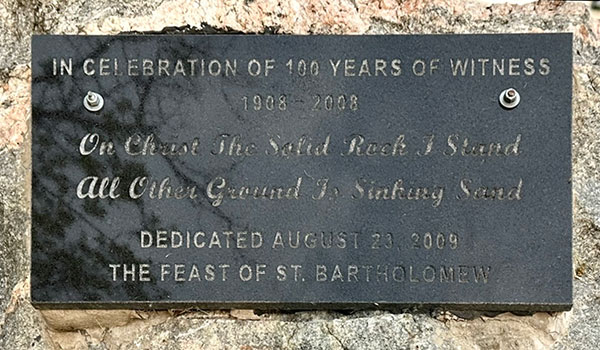 IN CELEBRATION OF 100 YEARS OF WITNESS
1908 - 2008
On Christ The Solid Rock I Stand
All Other Ground Is Sinking Sand
DEDICATED AUGUST 23, 2009
THE FEAST OF ST. BARTHOLOMEW